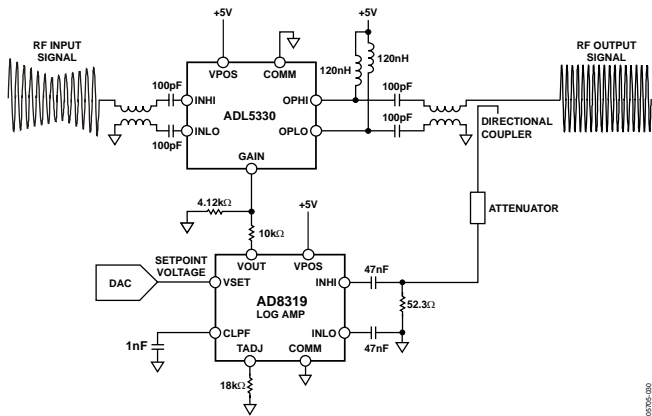 +5V
+5V
RF INPUT
SIGNAL
RF OUTPUT
SIGNAL
VPOS
COMM
120nH
120nH
100pF
100pF
INHI
ADL5330
OPHI
DIRECTIONAL
COUPLER
INLO
OPLO
100pF
100pF
GAIN
ATTENUATOR
4.12kΩ
+5V
10kΩ
SETPOINT
VOLTAGE
VOUT
VPOS
47nF
DAC
VSET
INHI
AD8319
LOG AMP
52.3Ω
1nF
CLPF
INLO
TADJ
COMM
47nF
18kΩ
05705-030